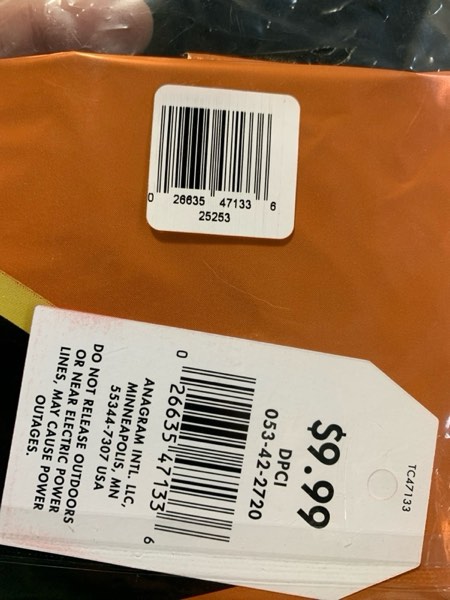 0 26635 47133 6
25253
TC47133
$9.99
DPCI
053-42-2720
0 26635 47133 6
ANAGRAM INTL. LLC,
MINNEAPOLIS, MN
55344-7307 USA
DO NOT RELEASE OUTDOORS
OR NEAR ELECTRIC POWER
LINES, MAY CAUSE POWER
OUTAGES.